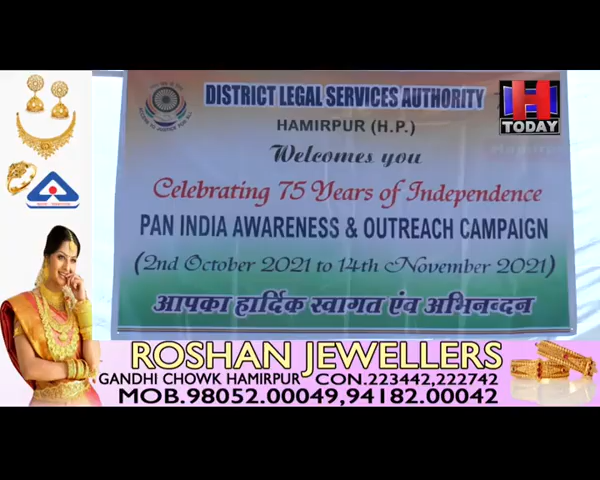 DISTRICT LEGAL SERVICES AUTHORITY
HAMIRPUR (H.P.)
Welcomes you
Celebrating 75 Years of Independence
PAN INDIA AWARENESS & OUTREACH CAMPAIGN
(2nd October 2021 to 14th November 2021)
आपका हार्दिक स्वागत एंव अभिनन्दन
H
TODAY
ROSHAN JEWELLERS
GANDHI CHOWK HAMIRPUR CON.223442,222742
MOB.98052.00049,94182.00042